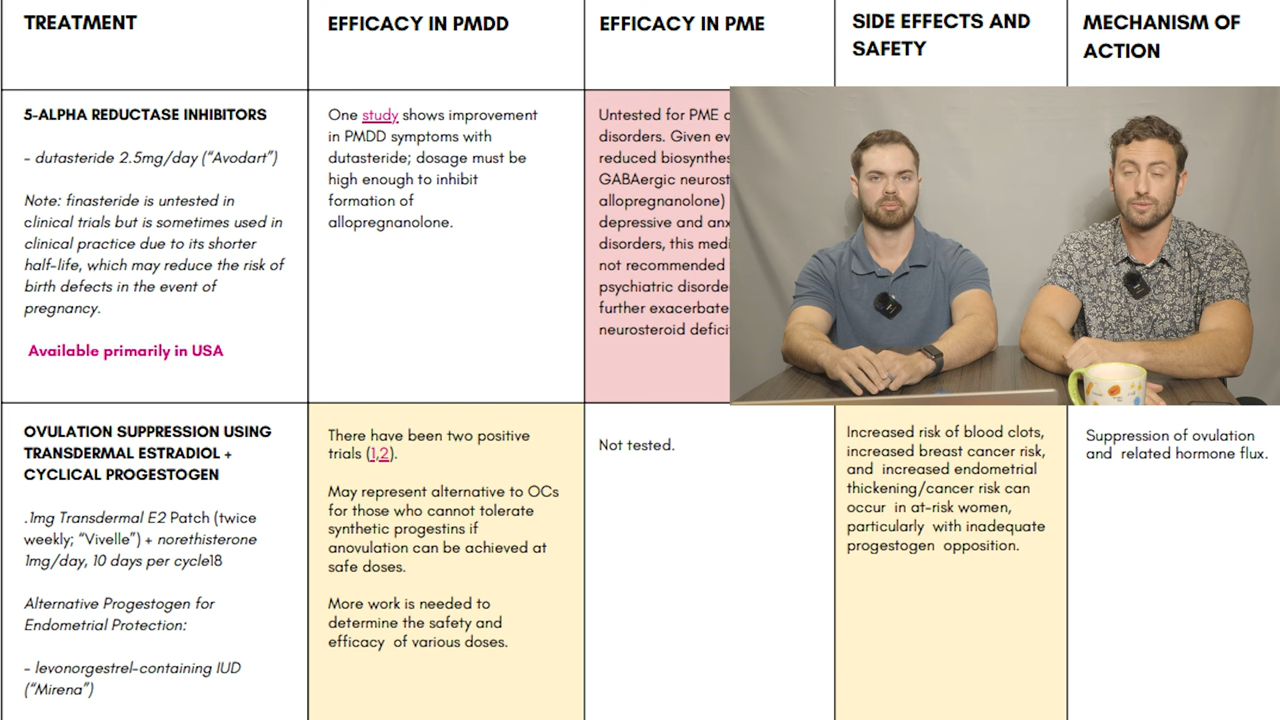 TREATMENT
EFFICACY IN PMDD
EFFICACY IN PME
SIDE EFFECTS AND
SAFETY
MECHANISM OF
ACTION
5-ALPHA REDUCTASE INHIBITORS
- dutasteride 2.5mg/day ("Avodart")
Note: finasteride is untested in
clinical trials but is sometimes used in
clinical practice due to its shorter
half-life, which may reduce the risk of
birth defects in the event of
pregnancy.
Available primarily in USA
One study shows improvement
in PMDD symptoms with
dutasteride; dosage must be
high enough to inhibit
formation of
allopregnanolone.
Untested for PME
disorders. Given
reduced
GABAergic
allopregnanolone)
depressive and
disorders, this
not recommended
psychiatric
further exacerbate
neurosteroid
OVULATION SUPPRESSION USING
TRANSDERMAL ESTRADIOL +
CYCLICAL PROGESTOGEN
.1mg Transdermal E2 Patch (twice
weekly; "Vivelle") + norethisterone
1mg/day, 10 days per cycle18
Alternative Progestogen for
Endometrial Protection:
- levonorgestrel-containing IUD
("Mirena")
There have been two positive
trials (1,2).
May represent alternative to OCs
for those who cannot tolerate
synthetic progestins if
anovulation can be achieved at
safe doses.
More work is needed to
determine the safety and
efficacy of various doses.
Not tested.
Increased risk of blood clots,
increased breast cancer risk,
and increased endometrial
thickening/cancer risk can
occur in at-risk women,
particularly with inadequate
progestogen opposition.
Suppression of ovulation
and related hormone flux.